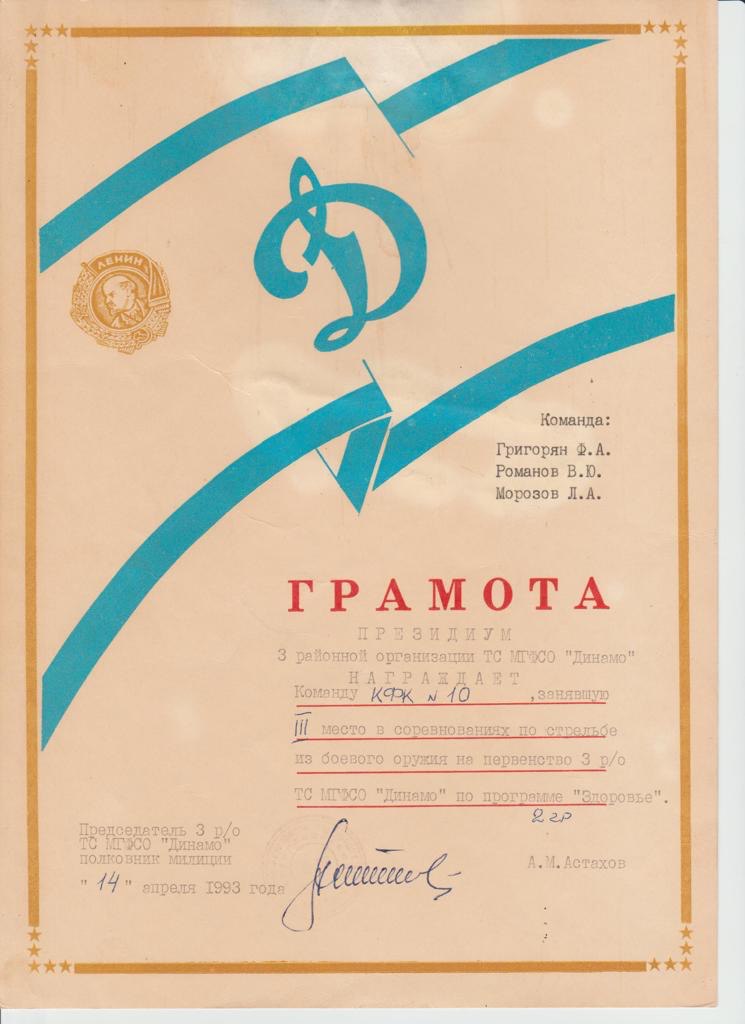 ЛЕНИН
Д
Команда:
Григорян Ф.А.
Романов В.Ю.
Морозов Л.А.
ГРАМОТА
ПРЕЗИДИУМ
3 районной организации ТС МГФСО "Динамо"
НАГРАЖДАЕТ
Команду КФК N 10 ,занявшую
III место в соревнованиях по стрельбе
из боевого оружия на первенство 3 р/о
ТС МГФСО "Динамо" по программе "Здоровье".
2 гр
Председатель 3 р/о
ТС МГФСО "Динамо"
полковник милиции
А.М.Астахов
"14" апреля 1993 года